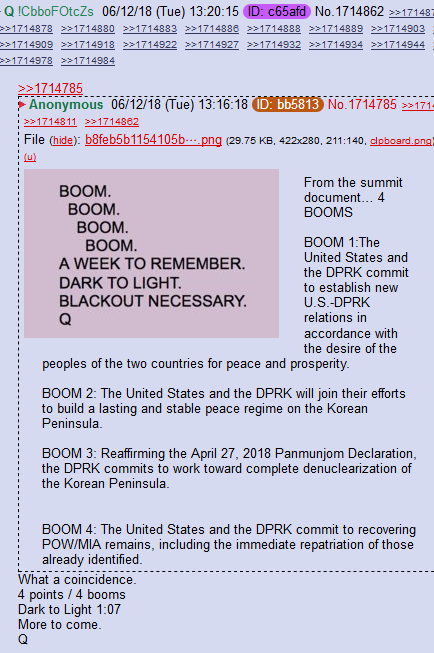 Q !CbboFOtcZs 06/12/18 (Tue) 13:20:15 ID: c65afd No.1714862
>>1714878 >>1714880 >>1714883 >>1714886 >>1714888 >>1714889
>>1714909 >>1714918 >>1714922 >>1714927 >>1714934 >>1714944
>>1714978 >>1714984
>>1714785
Anonymous 06/12/18 (Tue) 13:16:18 ID: bb5813 No.1714785
>>1714811 >>1714862
File (hide): b8feb5b1154105b⋯.png (29.75 KB, 422x280, 211:140, clpboard.png)
(u)
BOOM.
BOOM.
BOOM.
BOOM.
A WEEK TO REMEMBER.
DARK TO LIGHT.
BLACKOUT NECESSARY.
Q
From the summit
document... 4
BOOMS
BOOM 1:The
United States and
the DPRK commit
to establish new
U.S.-DPRK
relations in
accordance with
the desire of the
peoples of the two countries for peace and prosperity.
BOOM 2: The United States and the DPRK will join their efforts
to build a lasting and stable peace regime on the Korean
Peninsula.
BOOM 3: Reaffirming the April 27, 2018 Panmunjom Declaration,
the DPRK commits to work toward complete denuclearization of
the Korean Peninsula.
BOOM 4: The United States and the DPRK commit to recovering
POW/MIA remains, including the immediate repatriation of those
already identified.
What a coincidence.
4 points / 4 booms
Dark to Light 1:07
More to come.
Q